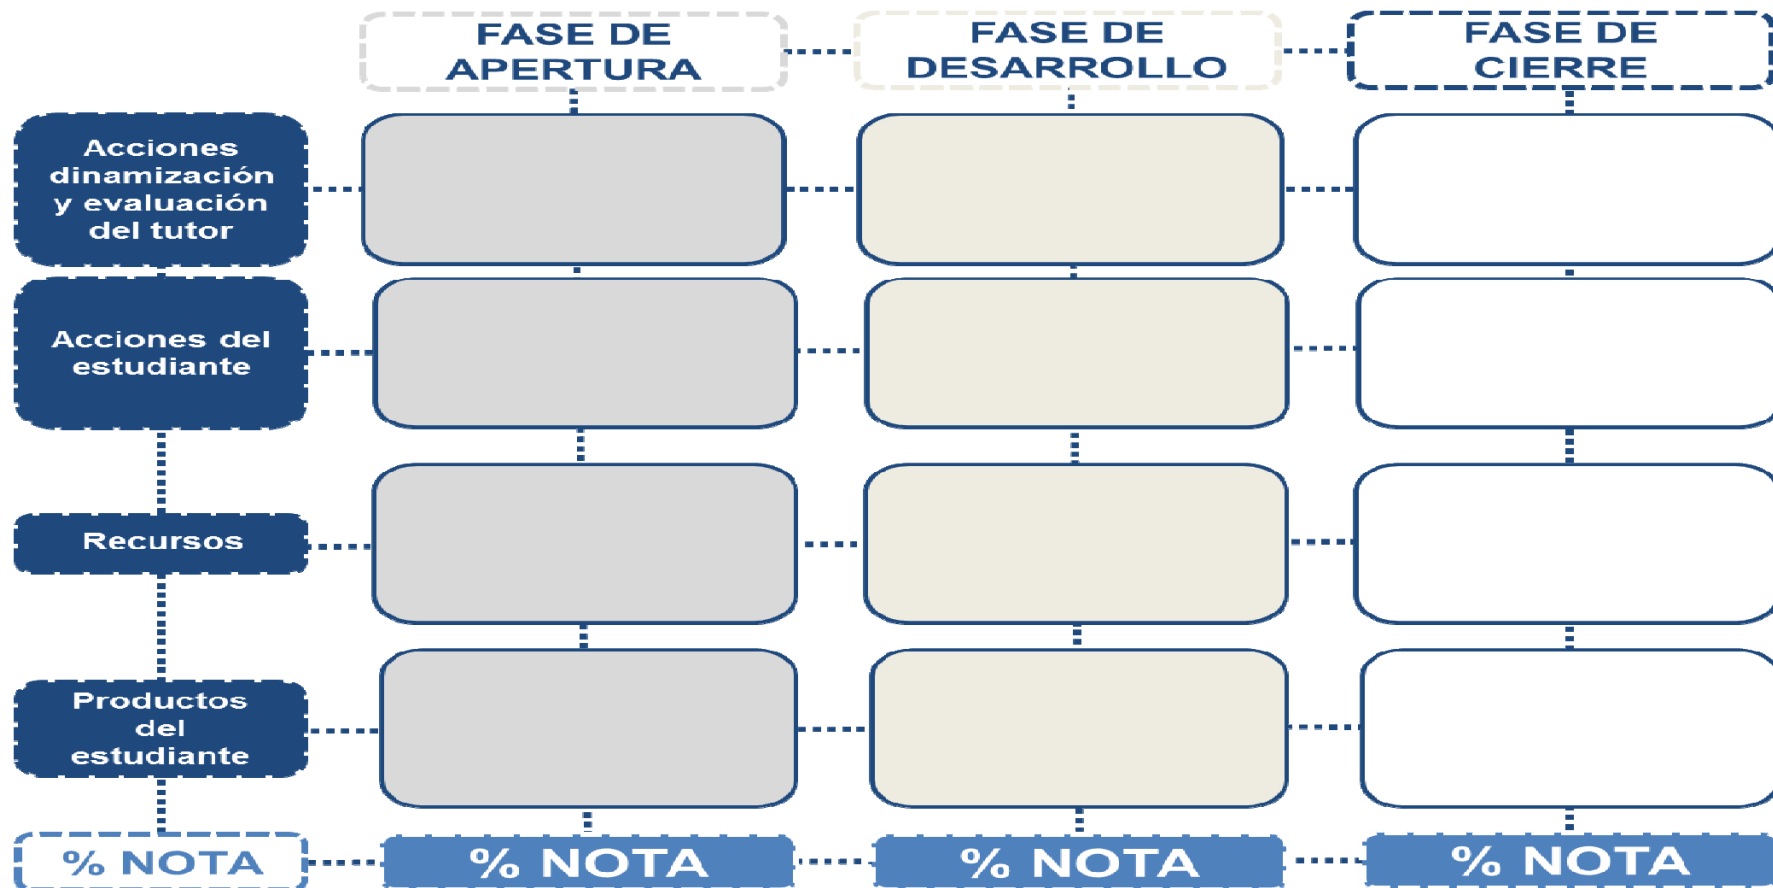 FASE DE
APERTURA
FASE DE
DESARROLLO
FASE DE
CIERRE
Acciones
dinamización
y evaluación
del tutor
Acciones del
estudiante
Recursos
Productos
del
estudiante
% NOTA
% NOTA
% NOTA
% NOTA